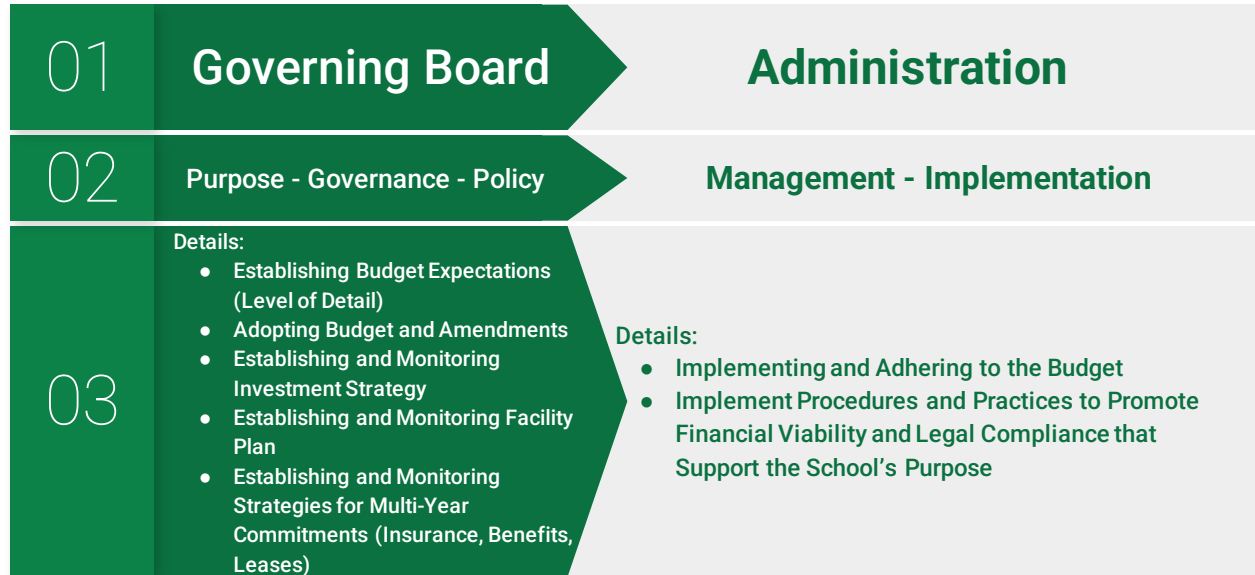 01
Governing Board
Administration
02
Purpose - Governance - Policy
Management - Implementation
03
Details:
● Establishing Budget Expectations
(Level of Detail)
● Adopting Budget and Amendments
● Establishing and Monitoring
Investment Strategy
● Establishing and Monitoring Facility
Plan
● Establishing and Monitoring
Strategies for Multi-Year
Commitments (Insurance, Benefits,
Leases)
Details:
● Implementing and Adhering to the Budget
● Implement Procedures and Practices to Promote
Financial Viability and Legal Compliance that
Support the School's Purpose